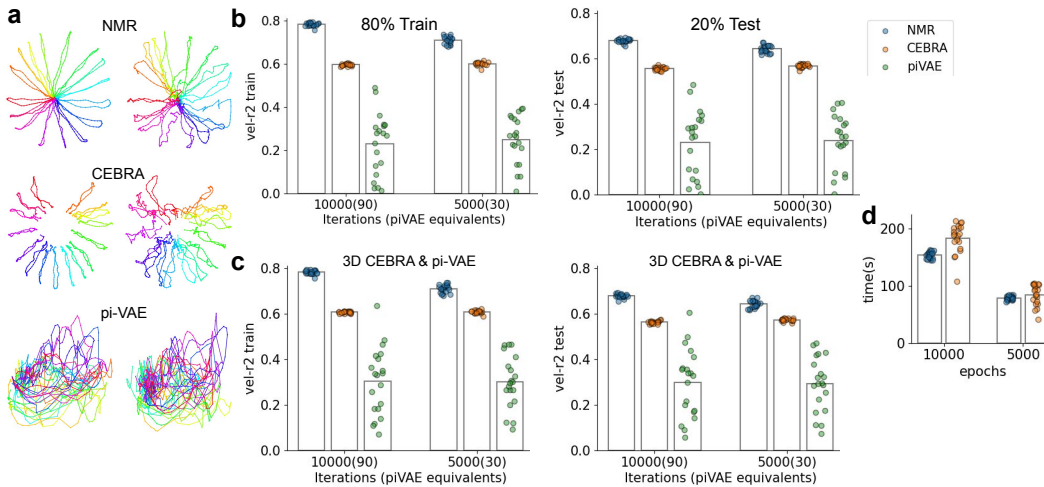 a
NMR
CEBRA
pi-VAE
b
80% Train
vel-r2 train
0.8
0.6
0.4
0.2
0.0
10000(90)
5000(30)
Iterations (piVAE equivalents)
20% Test
vel-r2 test
0.8
0.6
0.4
0.2
0.0
10000(90)
5000(30)
Iterations (piVAE equivalents)
NMR
CEBRA
piVAE
c
3D CEBRA & pi-VAE
vel-r2 train
0.8
0.6
0.4
0.2
0.0
10000(90)
5000(30)
Iterations (piVAE equivalents)
3D CEBRA & pi-VAE
vel-r2 test
0.8
0.6
0.4
0.2
0.0
10000(90)
5000(30)
Iterations (piVAE equivalents)
d
time(s)
200
100
0
10000
5000
epochs